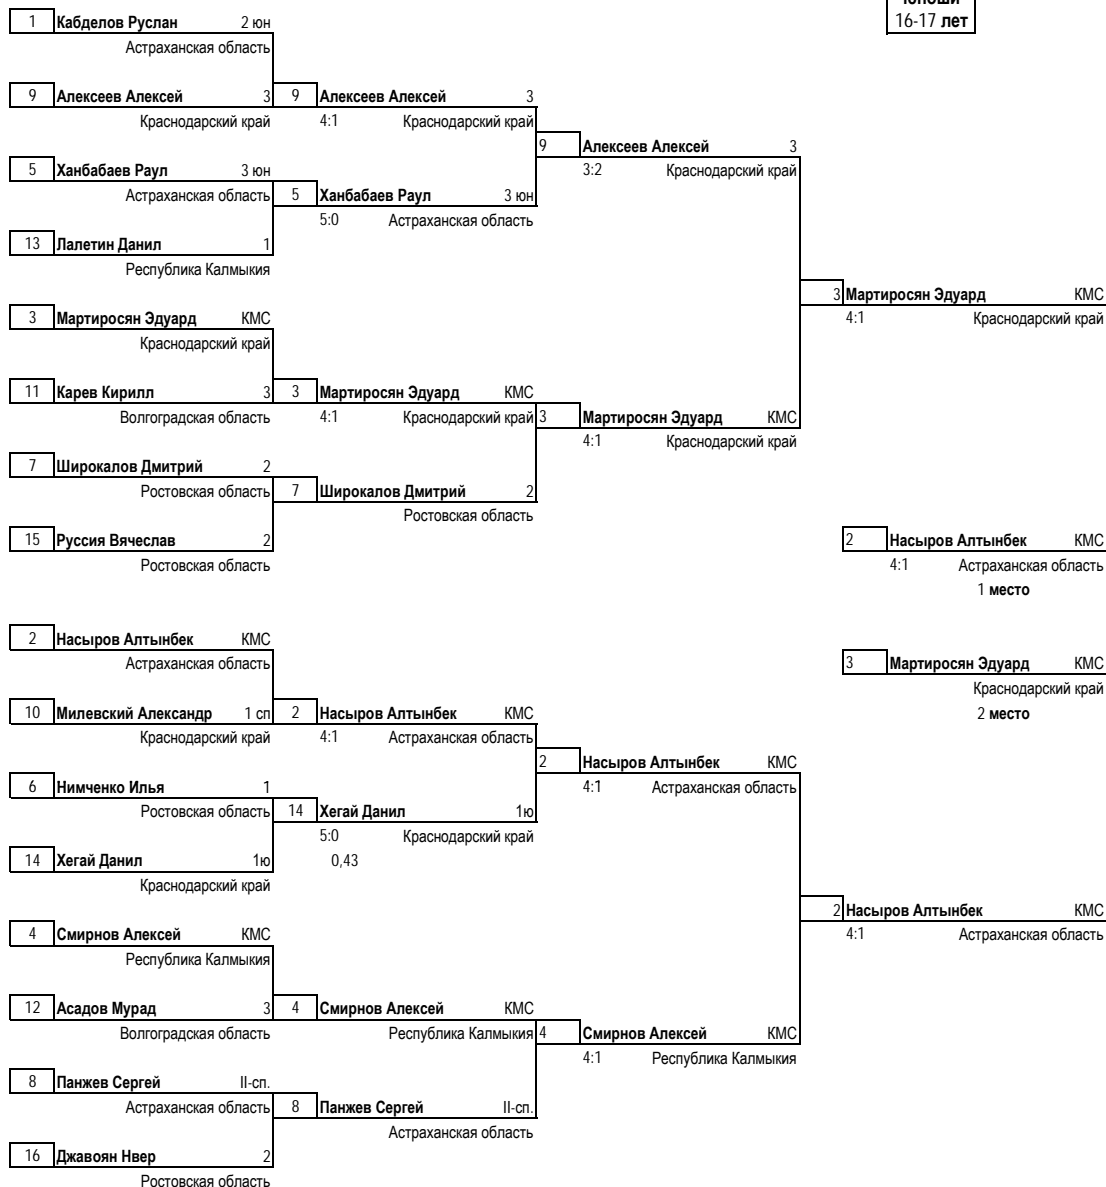 юноши
16-17 лет
1 Кабделов Руслан 2 юн
Астраханская область
9 Алексеев Алексей 3 9 Алексеев Алексей 3
Краснодарский край 4:1 Краснодарский край
9 Алексеев Алексей 3
5 Ханбабаев Раул 3 юн 3:2 Краснодарский край
Астраханская область 5 Ханбабаев Раул 3 юн
5:0 Астраханская область
13 Лалетин Данил 1
Республика Калмыкия
3 Мартиросян Эдуард КМС
3 Мартиросян Эдуард КМС 4:1 Краснодарский край
Краснодарский край
11 Карев Кирилл 3 3 Мартиросян Эдуард КМС
Волгоградская область 4:1 Краснодарский край 3 Мартиросян Эдуард КМС
4:1 Краснодарский край
7 Широкалов Дмитрий 2
Ростовская область 7 Широкалов Дмитрий 2
Ростовская область
15 Руссия Вячеслав 2 2 Насыров Алтынбек КМС
Ростовская область 4:1 Астраханская область
1 место
2 Насыров Алтынбек КМС
Астраханская область 3 Мартиросян Эдуард КМС
Краснодарский край
10 Милевский Александр 1 сп 2 Насыров Алтынбек КМС 2 место
Краснодарский край 4:1 Астраханская область
2 Насыров Алтынбек КМС
6 Нимченко Илья 1 4:1 Астраханская область
Ростовская область 14 Хегай Данил 1ю
5:0 Краснодарский край
14 Хегай Данил 1ю 0,43
Краснодарский край
2 Насыров Алтынбек КМС
4 Смирнов Алексей КМС 4:1 Астраханская область
Республика Калмыкия
12 Асадов Мурад 3 4 Смирнов Алексей КМС
Волгоградская область Республика Калмыкия 4 Смирнов Алексей КМС
4:1 Республика Калмыкия
8 Панжев Сергей II-сп.
Астраханская область 8 Панжев Сергей II-сп.
Астраханская область
16 Джавоян Нвер 2
Ростовская область